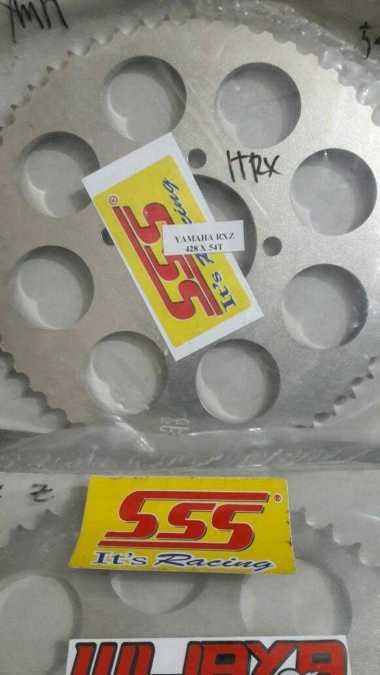 YMH
HRX
SSS
It's Racing
YAMAHA RXZ
428 X 54T
SSS®
It's Racing
WIJAYA